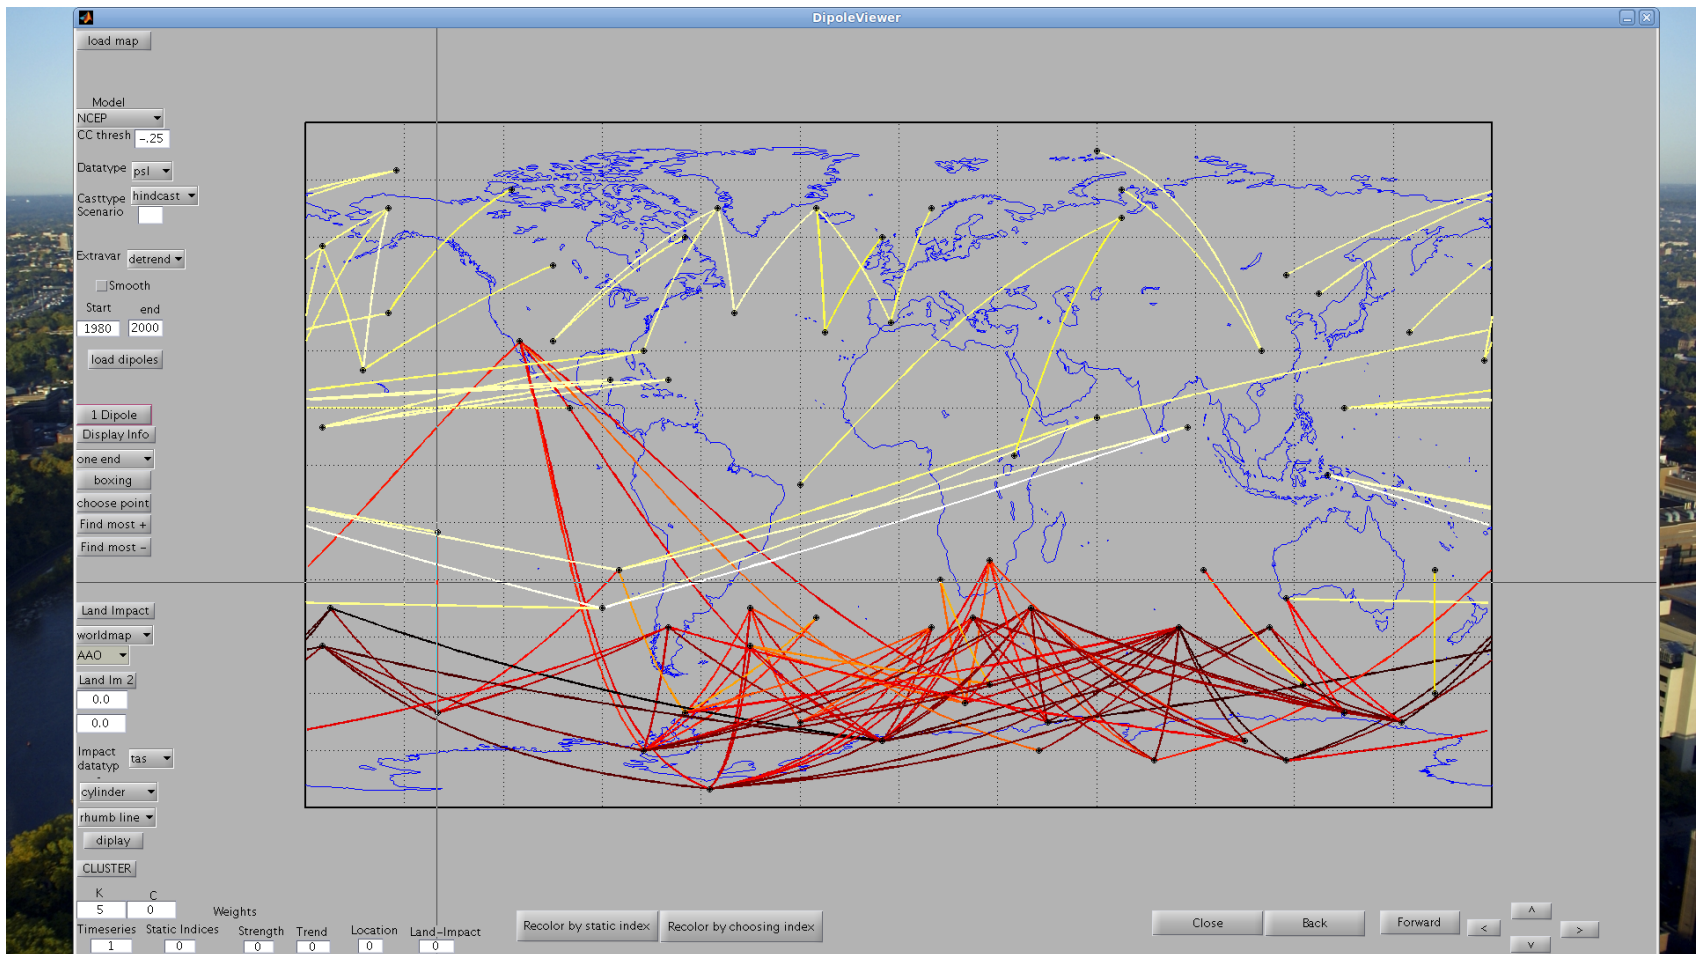 DipoleViewer
load map
Model
NCEP
CC thresh -.25
Datatype psl
Casttype hindcast
Scenario
Extravar detrend
Smooth
Start end
1980 2000
load dipoles
1 Dipole
Display Info
one end
boxing
choose point
Find most +
Find most -
Land Impact
worldmap
AAO
Land Im 2
0.0
0.0
Impact
datatyp tas
cylinder
rhumb line
diplay
CLUSTER
K C
5 0 Weights
Timeseries Static Indices Strength Trend Location Land-Impact
1 0 0 0 0 0
Recolor by static index Recolor by choosing index
Close Back Forward < ^ v >